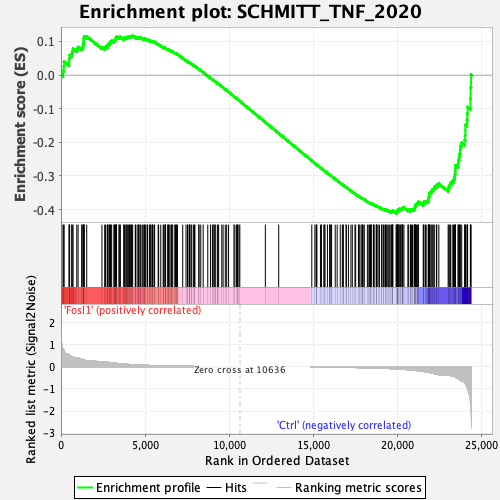 Enrichment plot: SCHMITT_TNF_2020
Enrichment score (ES)
0.1
0.0
-0.1
-0.2
-0.3
-0.4
'Fosl1' (positively correlated)
Ranked list metric (Signal2Noise)
2
1
0
-1
-2
-3
Zero cross at 10636
'Ctrl' (negatively correlated)
0 5,000 10,000 15,000 20,000 25,000
Rank in Ordered Dataset
Enrichment profile Hits Ranking metric scores